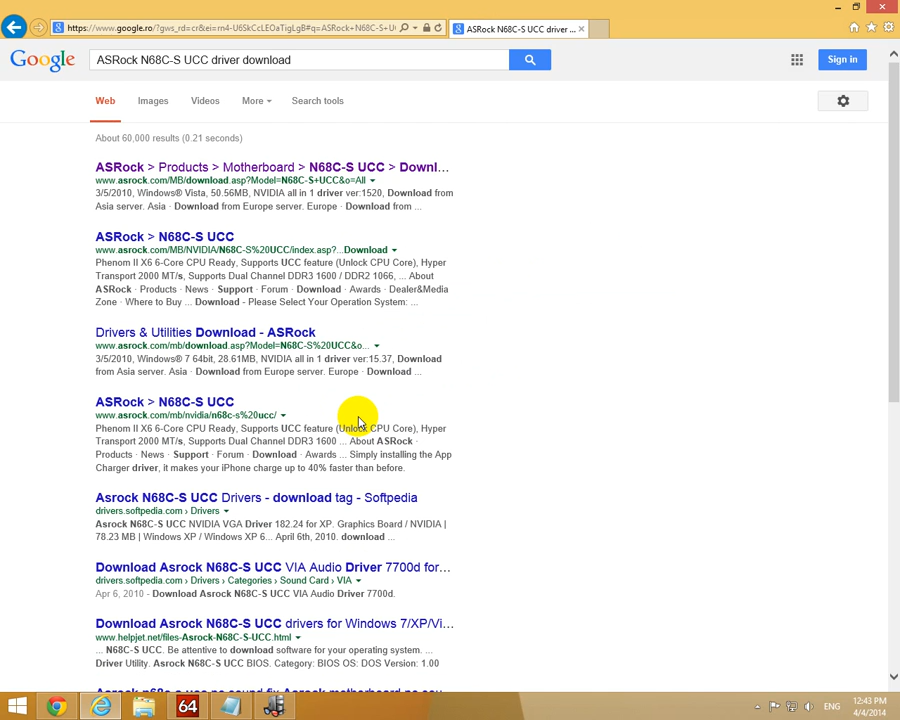 https://www.google.ro/?gws_rd=cr&ei=rn4-U6SkCcLEOaTigLgB#q=ASRock+N68C-S+U
ASRock N68C-S UCC driver ...
Google
ASRock N68C-S UCC driver download
Sign in
Web Images Videos More Search tools
About 60,000 results (0.21 seconds)
ASRock > Products > Motherboard > N68C-S UCC > Downl...
www.asrock.com/MB/download.asp?Model=N68C-S+UCC&o=All
3/5/2010, Windows® Vista, 50.56MB, NVIDIA all in 1 driver ver:1520, Download from
Asia server. Asia · Download from Europe server. Europe · Download from ...
ASRock > N68C-S UCC
www.asrock.com/MB/NVIDIA/N68C-S%20UCC/index.asp?...Download
Phenom II X6 6-Core CPU Ready, Supports UCC feature (Unlock CPU Core), Hyper
Transport 2000 MT/s, Supports Dual Channel DDR3 1600 / DDR2 1066, ... About
ASRock · Products · News · Support · Forum · Download · Awards · Dealer&Media
Zone · Where to Buy ... Download - Please Select Your Operation System: ...
Drivers & Utilities Download - ASRock
www.asrock.com/mb/download.asp?Model=N68C-S%20UCC&o...
3/5/2010, Windows® 7 64bit, 28.61MB, NVIDIA all in 1 driver ver:15.37, Download
from Asia server. Asia · Download from Europe server. Europe · Download ...
ASRock > N68C-S UCC
www.asrock.com/mb/nvidia/n68c-s%20ucc/
Phenom II X6 6-Core CPU Ready, Supports UCC feature (Unlock CPU Core), Hyper
Transport 2000 MT/s, Supports Dual Channel DDR3 1600 ... About ASRock ·
Products · News · Support · Forum · Download · Awards ... Simply installing the App
Charger driver, it makes your iPhone charge up to 40% faster than before.
Asrock N68C-S UCC Drivers - download tag - Softpedia
drivers.softpedia.com › Drivers
Asrock N68C-S UCC NVIDIA VGA Driver 182.24 for XP. Graphics Board / NVIDIA |
78.23 MB | Windows XP / Windows XP 6... April 6th, 2010. download ...
Download Asrock N68C-S UCC VIA Audio Driver 7700d for...
drivers.softpedia.com › Drivers › Categories › Sound Card › VIA
Apr 6, 2010 - Download Asrock N68C-S UCC VIA Audio Driver 7700d.
Download Asrock N68C-S UCC drivers for Windows 7/XP/Vi...
www.helpjet.net/files-Asrock-N68C-S-UCC.html
... N68C-S UCC. Be attentive to download software for your operating system. ...
Driver Utility. Asrock N68C-S UCC BIOS. Category: BIOS OS: DOS Version: 1.00
64
ENG
12:43 PM
4/4/2014